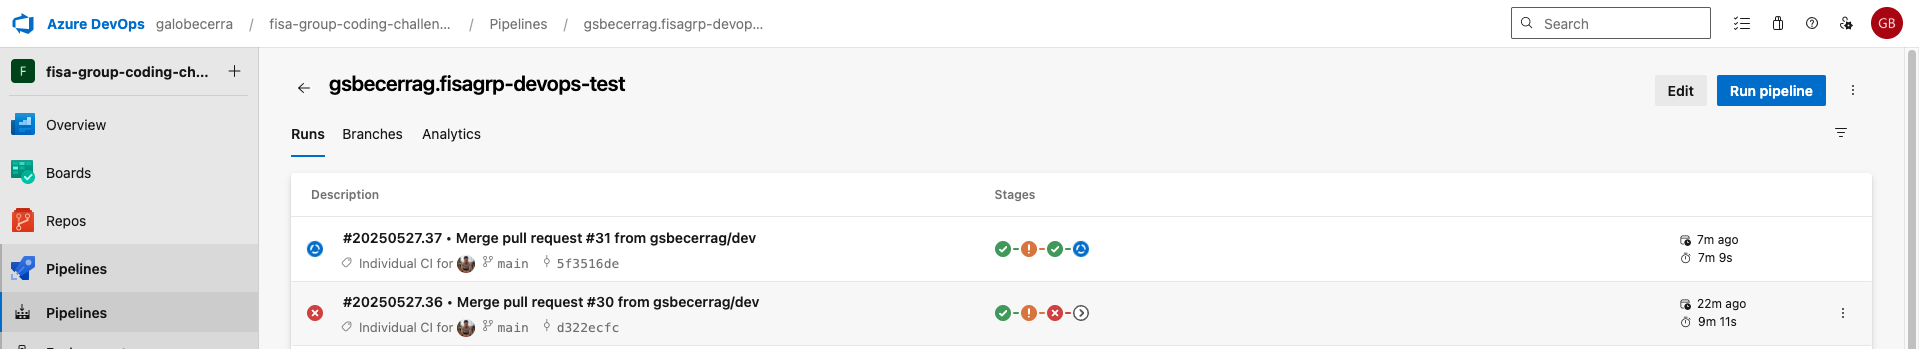 Azure DevOps galobecerra / fisa-group-coding-challen... / Pipelines / gsbecerrag.fisagrp-devop... Search GB
F fisa-group-coding-ch... +
gsbecerrag.fisagrp-devops-test
Edit Run pipeline
Overview
Runs Branches Analytics
Boards
Description Stages
Repos
#20250527.37 • Merge pull request #31 from gsbecerrag/dev 7m ago
Individual CI for main 5f3516de 7m 9s
Pipelines
#20250527.36 • Merge pull request #30 from gsbecerrag/dev 22m ago
Pipelines
Individual CI for main d322ecfc 9m 11s